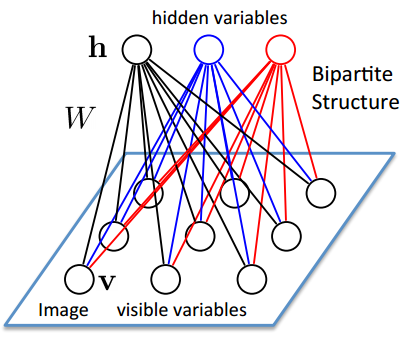 hidden variables
h
Bipartite
Structure
W
v
Image visible variables